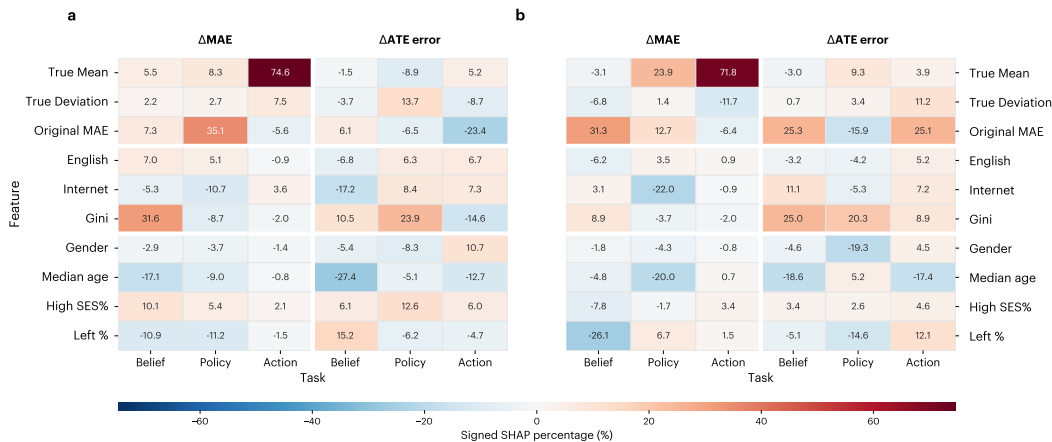 a
b
ΔMAE
ΔATE error
ΔMAE
ΔATE error
True Mean 5.5 8.3 74.6 -1.5 -8.9 5.2 -3.1 23.9 71.8 -3.0 9.3 3.9 True Mean
True Deviation 2.2 2.7 7.5 -3.7 13.7 -8.7 -6.8 1.4 -11.7 0.7 3.4 11.2 True Deviation
Original MAE 7.3 35.1 -5.6 6.1 -6.5 -23.4 31.3 12.7 -6.4 25.3 -15.9 25.1 Original MAE
English 7.0 5.1 -0.9 -6.8 6.3 6.7 -6.2 3.5 0.9 -3.2 -4.2 5.2 English
Internet -5.3 -10.7 3.6 -17.2 8.4 7.3 3.1 -22.0 -0.9 11.1 -5.3 7.2 Internet
Gini 31.6 -8.7 -2.0 10.5 23.9 -14.6 8.9 -3.7 -2.0 25.0 20.3 8.9 Gini
Gender -2.9 -3.7 -1.4 -5.4 -8.3 10.7 -1.8 -4.3 -0.8 -4.6 -19.3 4.5 Gender
Median age -17.1 -9.0 -0.8 -27.4 -5.1 -12.7 -4.8 -20.0 0.7 -18.6 5.2 -17.4 Median age
High SES% 10.1 5.4 2.1 6.1 12.6 6.0 -7.8 -1.7 3.4 3.4 2.6 4.6 High SES%
Left % -10.9 -11.2 -1.5 15.2 -6.2 -4.7 -26.1 6.7 1.5 -5.1 -14.6 12.1 Left %
Feature
Belief Policy Action Belief Policy Action Belief Policy Action Belief Policy Action
Task
Task
−60 −40 −20 0 20 40 60
Signed SHAP percentage (%)